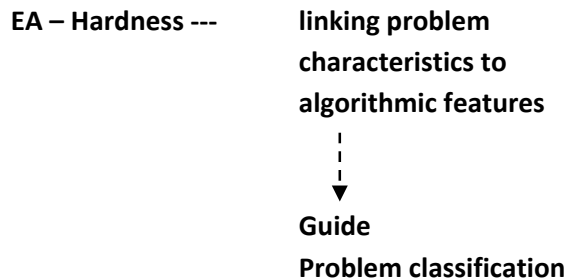 EA – Hardness --- linking problem
characteristics to
algorithmic features
Guide
Problem classification